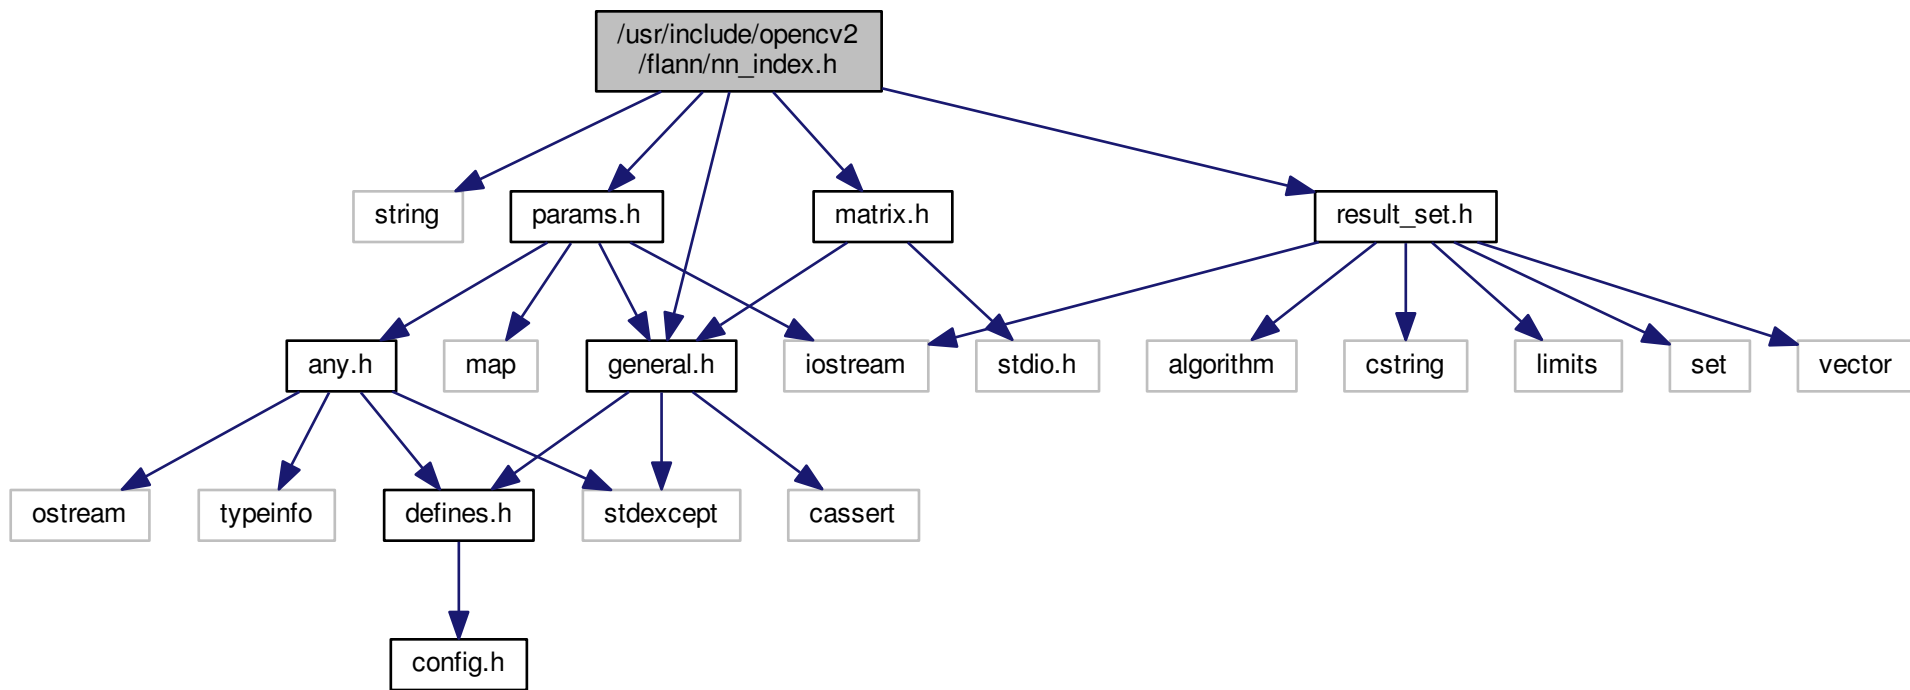 /usr/include/opencv2
/flann/nn_index.h
string
params.h
matrix.h
result_set.h
any.h
map
general.h
iostream
stdio.h
algorithm
cstring
limits
set
vector
ostream
typeinfo
defines.h
stdexcept
cassert
config.h